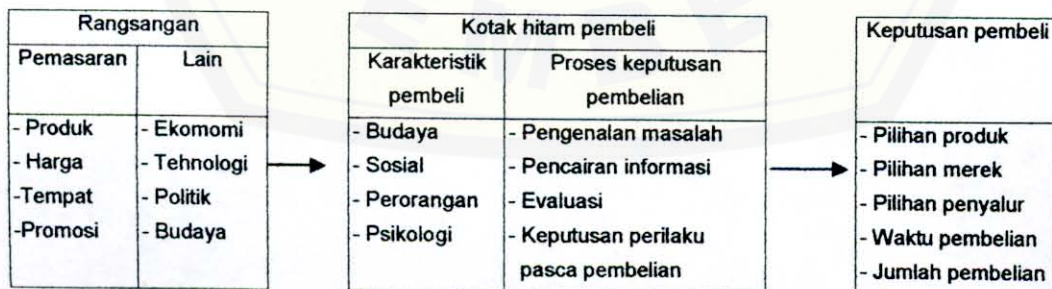 Rangsangan
Pemasaran
Lain
- Produk
- Harga
-Tempat
-Promosi
- Ekomomi
- Tehnologi
- Politik
- Budaya
Kotak hitam pembeli
Karakteristik
pembeli
Proses keputusan
pembelian
- Budaya
- Sosial
- Perorangan
- Psikologi
- Pengenalan masalah
- Pencairan informasi
- Evaluasi
- Keputusan perilaku
pasca pembelian
Keputusan pembeli
- Pilihan produk
- Pilihan merek
- Pilihan penyalur
- Waktu pembelian
- Jumlah pembelian